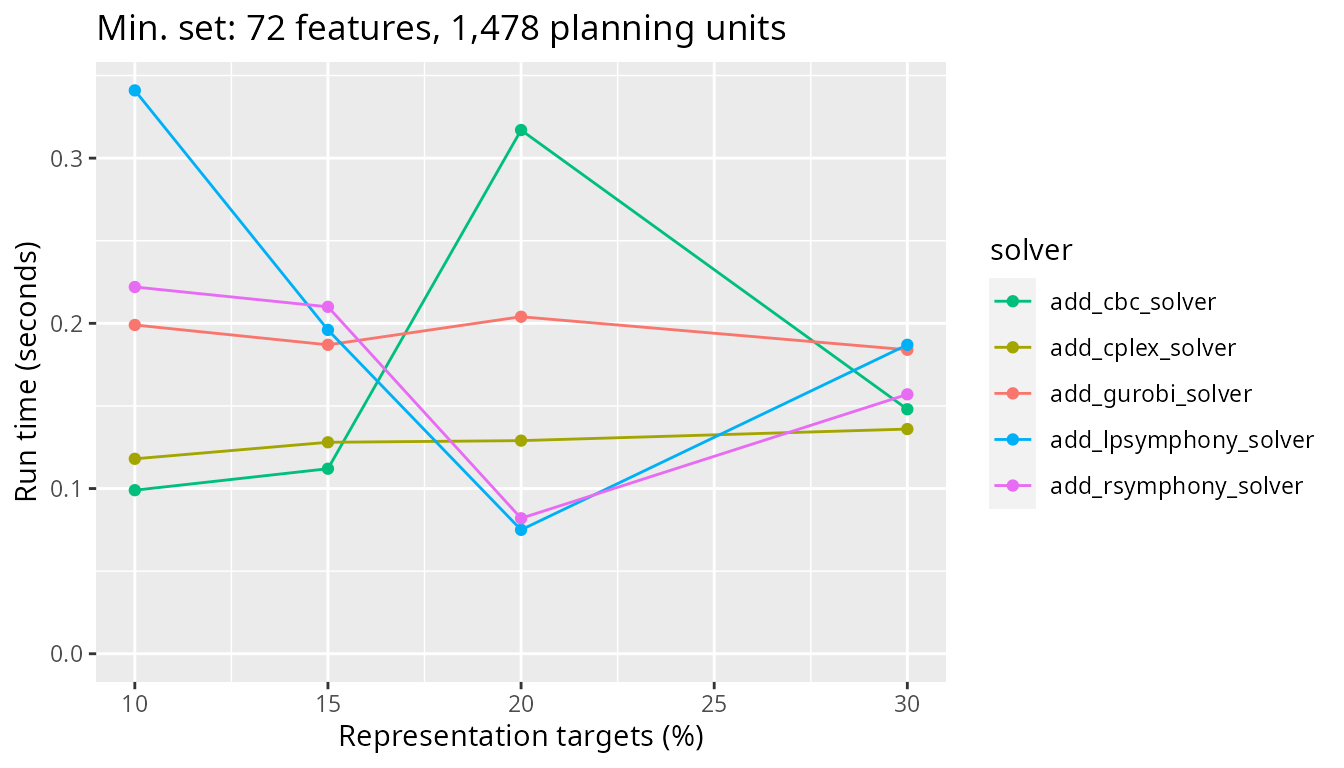 Min. set: 72 features, 1,478 planning units
Run time (seconds)
0.3
0.2
0.1
0.0
10 15 20 25 30
Representation targets (%)
solver
add_cbc_solver
add_cplex_solver
add_gurobi_solver
add_lpsymphony_solver
add_rsymphony_solver